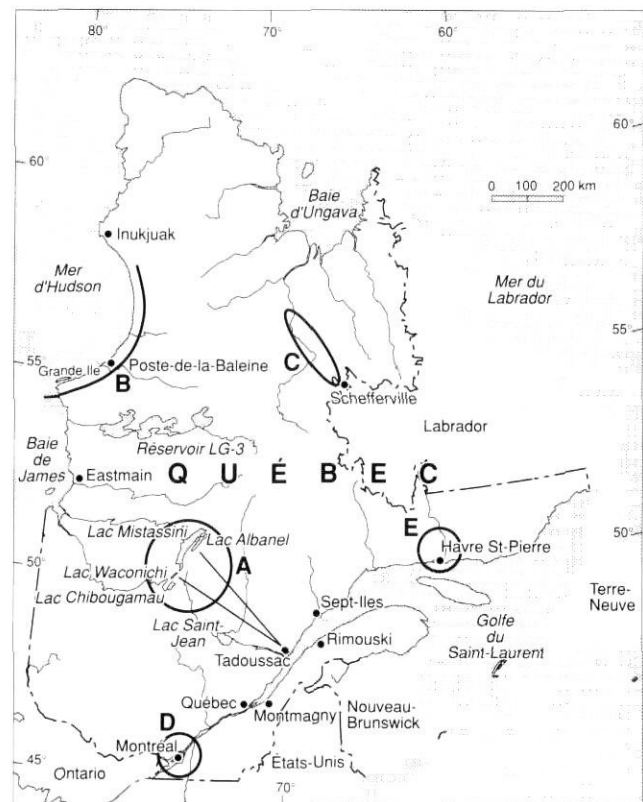 80° 70° 60°
60°
60°
Baie
d'Ungava
0 100 200 km
Inukjuak
Mer
d'Hudson
Mer du
Labrador
55°
55°
Grande Ile
Poste-de-la-Baleine
B
C
Schefferville
Labrador
Baie
de
James
Réservoir LG-3
Eastmain
Q U É B E C
50°
E
Havre St-Pierre
Lac Mistassini
Lac Albanel
50°
A
Lac Waconichi
Lac Chibougamau
Terre-
Neuve
Lac Saint-
Jean
Sept-Iles
Golfe
du
Saint-Laurent
Rimouski
Tadoussac
Québec
Montmagny
Nouveau-
Brunswick
D
Montréal
45°
Ontario
États-Unis
70°